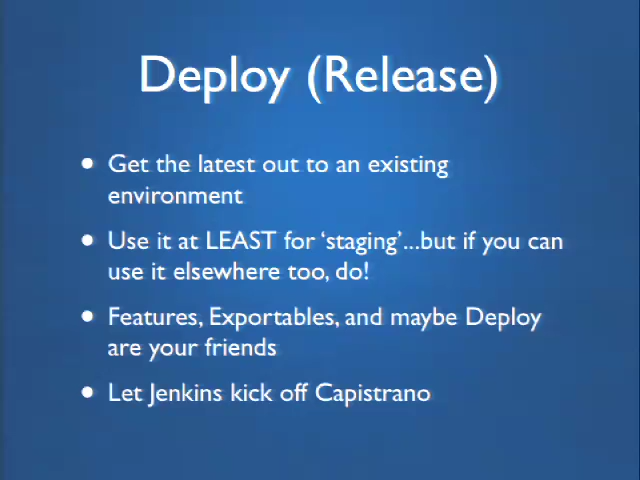 Deploy (Release)
• Get the latest out to an existing
environment
• Use it at LEAST for ‘staging’...but if you can
use it elsewhere too, do!
• Features, Exportables, and maybe Deploy
are your friends
• Let Jenkins kick off Capistrano